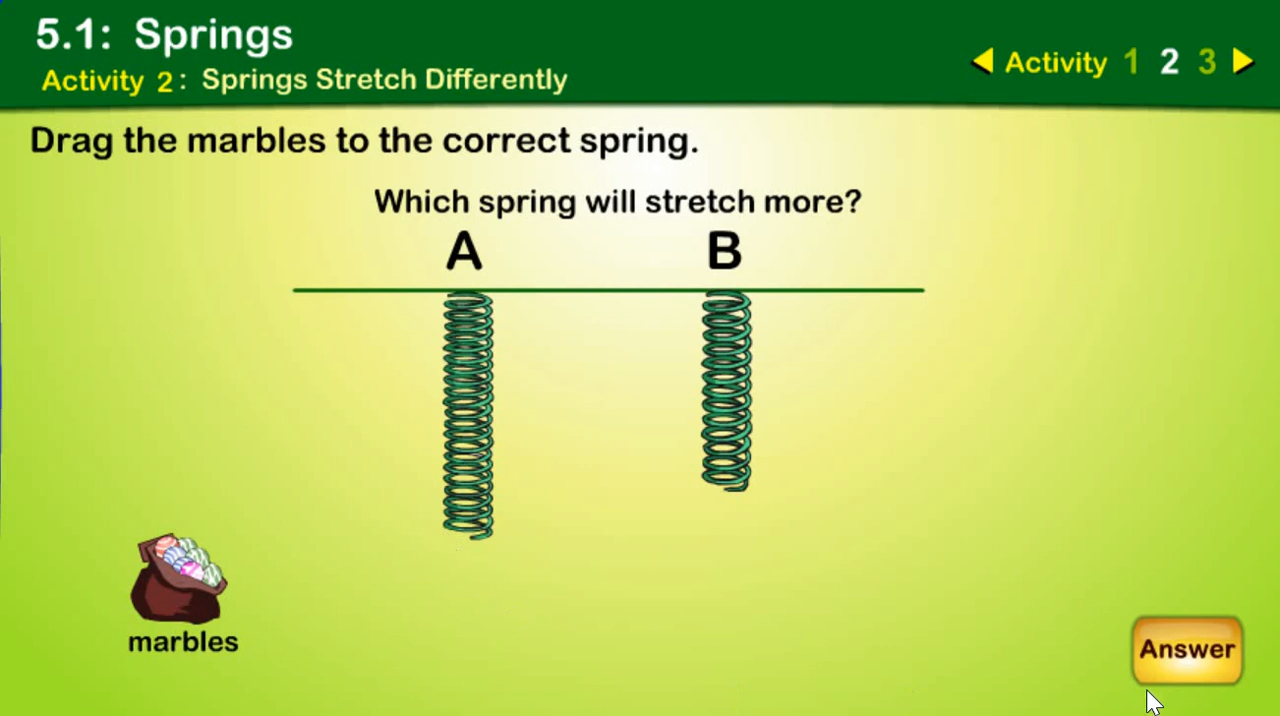 5.1: Springs
Activity 2: Springs Stretch Differently
Activity 1 2 3
Drag the marbles to the correct spring.
Which spring will stretch more?
A B
marbles
Answer